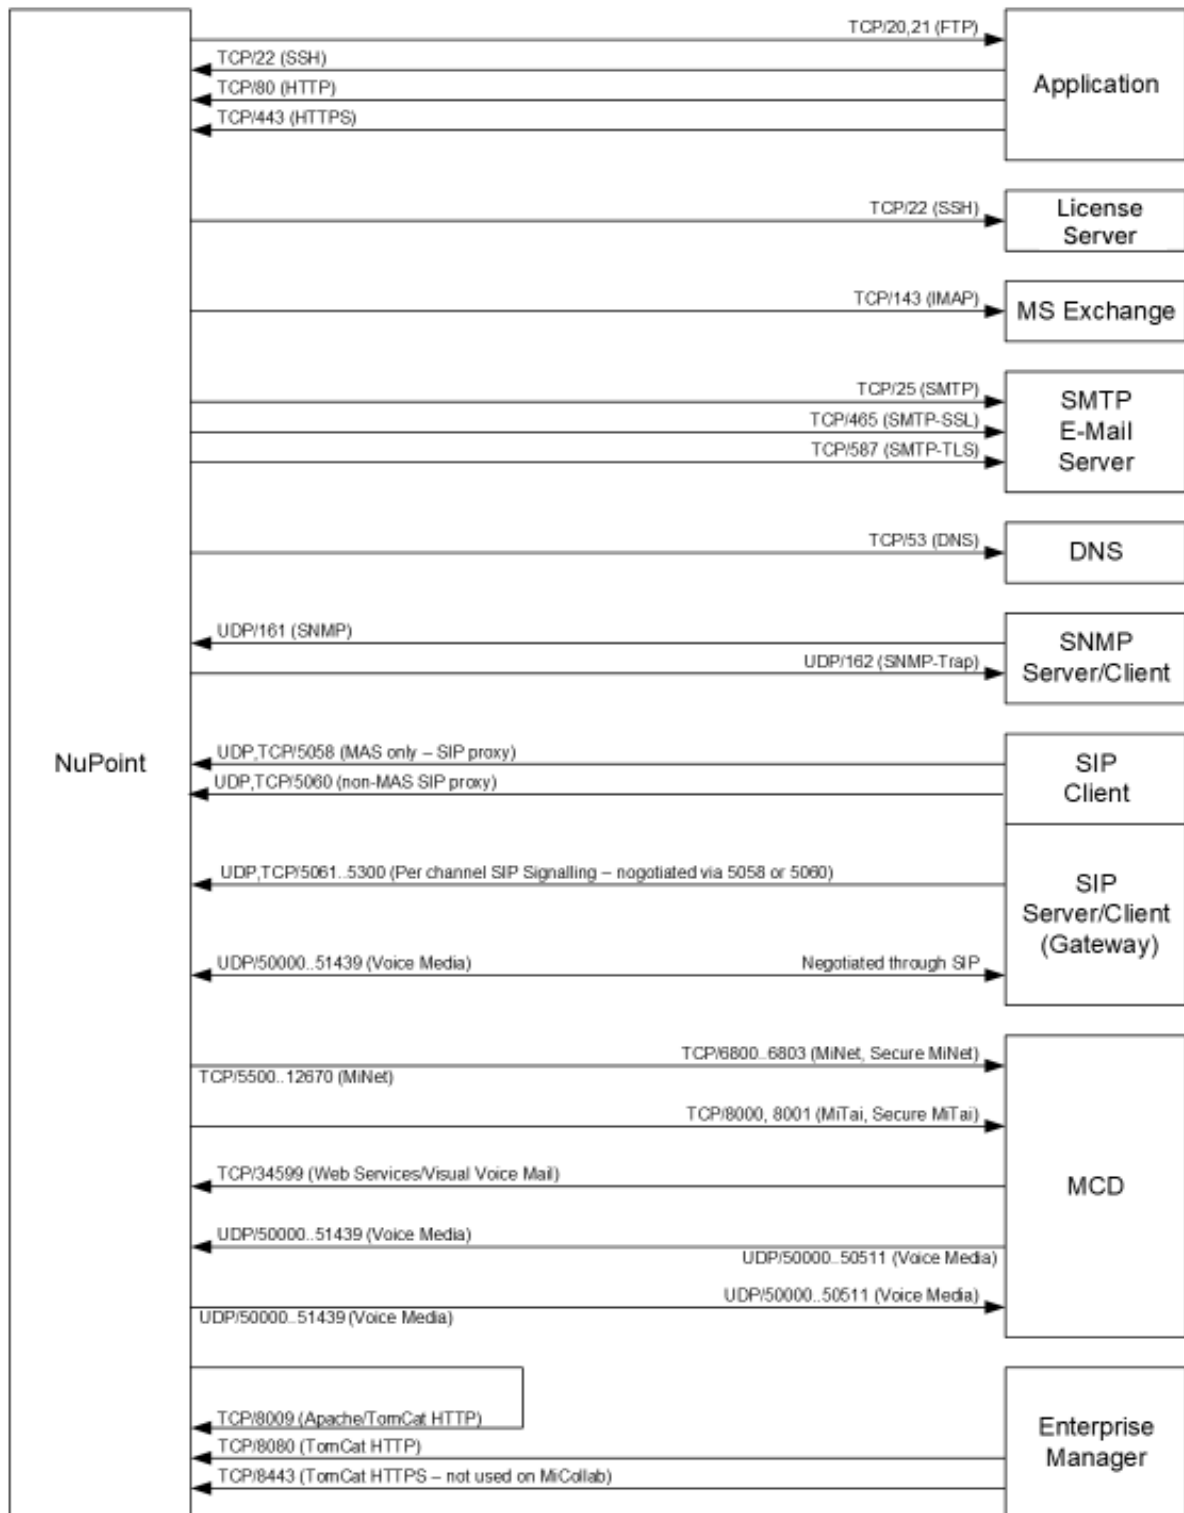 TCP/20,21 (FTP)
TCP/22 (SSH)
TCP/80 (HTTP)
Application
TCP/443 (HTTPS)
TCP/22 (SSH)
License
Server
TCP/143 (IMAP)
MS Exchange
TCP/25 (SMTP)
SMTP
TCP/465 (SMTP-SSL)
E-Mail
TCP/587 (SMTP-TLS)
Server
TCP/53 (DNS)
DNS
UDP/161 (SNMP)
SNMP
UDP/162 (SNMP-Trap)
Server/Client
NuPoint
UDP,TCP/5058 (MAS only – SIP proxy)
SIP
UDP,TCP/5060 (non-MAS SIP proxy)
Client
UDP,TCP/5061..5300 (Per channel SIP Signalling – nogotiated via 5058 or 5060)
SIP
Server/Client
(Gateway)
UDP/50000..51439 (Voice Media)
Negotiated through SIP
TCP/6800..6803 (MiNet, Secure MiNet)
TCP/5500..12670 (MiNet)
TCP/8000, 8001 (MiTai, Secure MiTai)
TCP/34599 (Web Services/Visual Voice Mail)
MCD
UDP/50000..51439 (Voice Media)
UDP/50000..50511 (Voice Media)
UDP/50000..50511 (Voice Media)
UDP/50000..51439 (Voice Media)
TCP/8009 (Apache/TomCat HTTP)
Enterprise
TCP/8080 (TomCat HTTP)
Manager
TCP/8443 (TomCat HTTPS – not used on MiCollab)